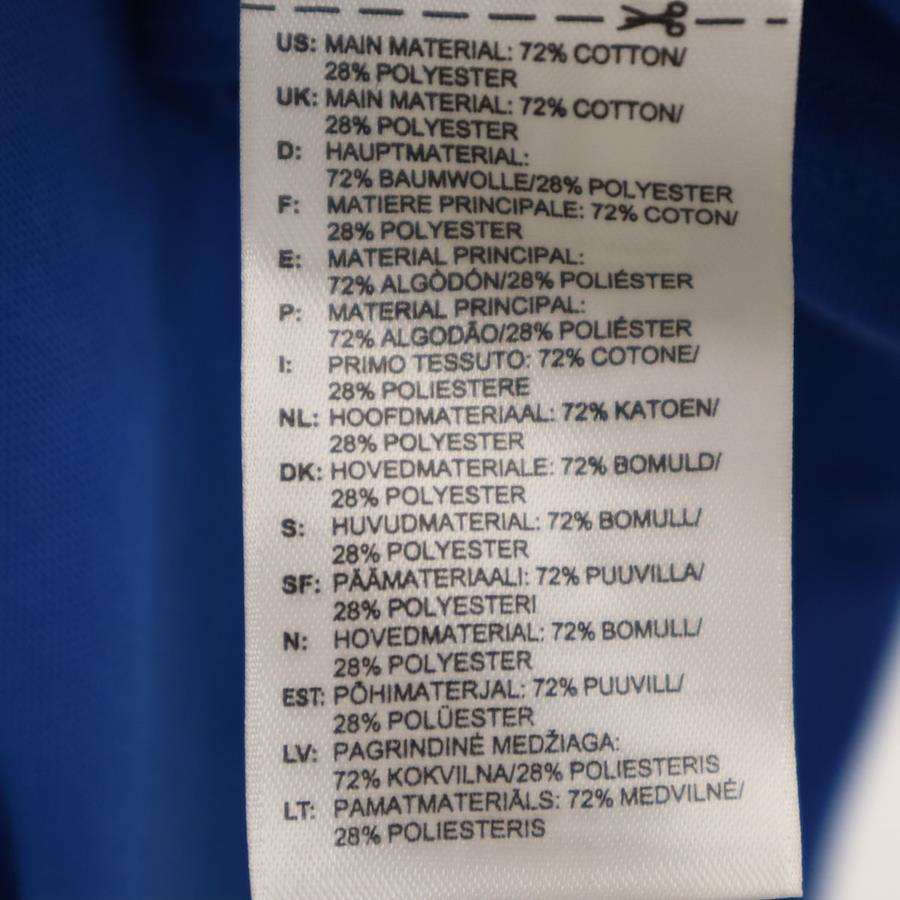 US: MAIN MATERIAL: 72% COTTON/
28% POLYESTER
UK: MAIN MATERIAL: 72% COTTON/
28% POLYESTER
D: HAUPTMATERIAL:
72% BAUMWOLLE/28% POLYESTER
F: MATIERE PRINCIPALE: 72% COTON/
28% POLYESTER
E: MATERIAL PRINCIPAL:
72% ALGODÓN/28% POLIÉSTER
P: MATERIAL PRINCIPAL:
72% ALGODÃO/28% POLIÉSTER
I: PRIMO TESSUTO: 72% COTONE/
28% POLIESTERE
NL: HOOFDMATERIAAL: 72% KATOEN/
28% POLYESTER
DK: HOVEDMATERIALE: 72% BOMULD/
28% POLYESTER
S: HUVUDMATERIAL: 72% BOMULL/
28% POLYESTER
SF: PÄÄMATERIAALI: 72% PUUVILLA/
28% POLYESTERI
N: HOVEDMATERIAL: 72% BOMULL/
28% POLYESTER
EST: PÕHIMATERJAL: 72% PUUVILL/
28% POLÜESTER
LV: PAGRINDINĖ MEDŽIAGA:
72% KOKVILNA/28% POLIESTERIS
LT: PAMATMATERIĀLS: 72% MEDVILNĖ/
28% POLIESTERIS